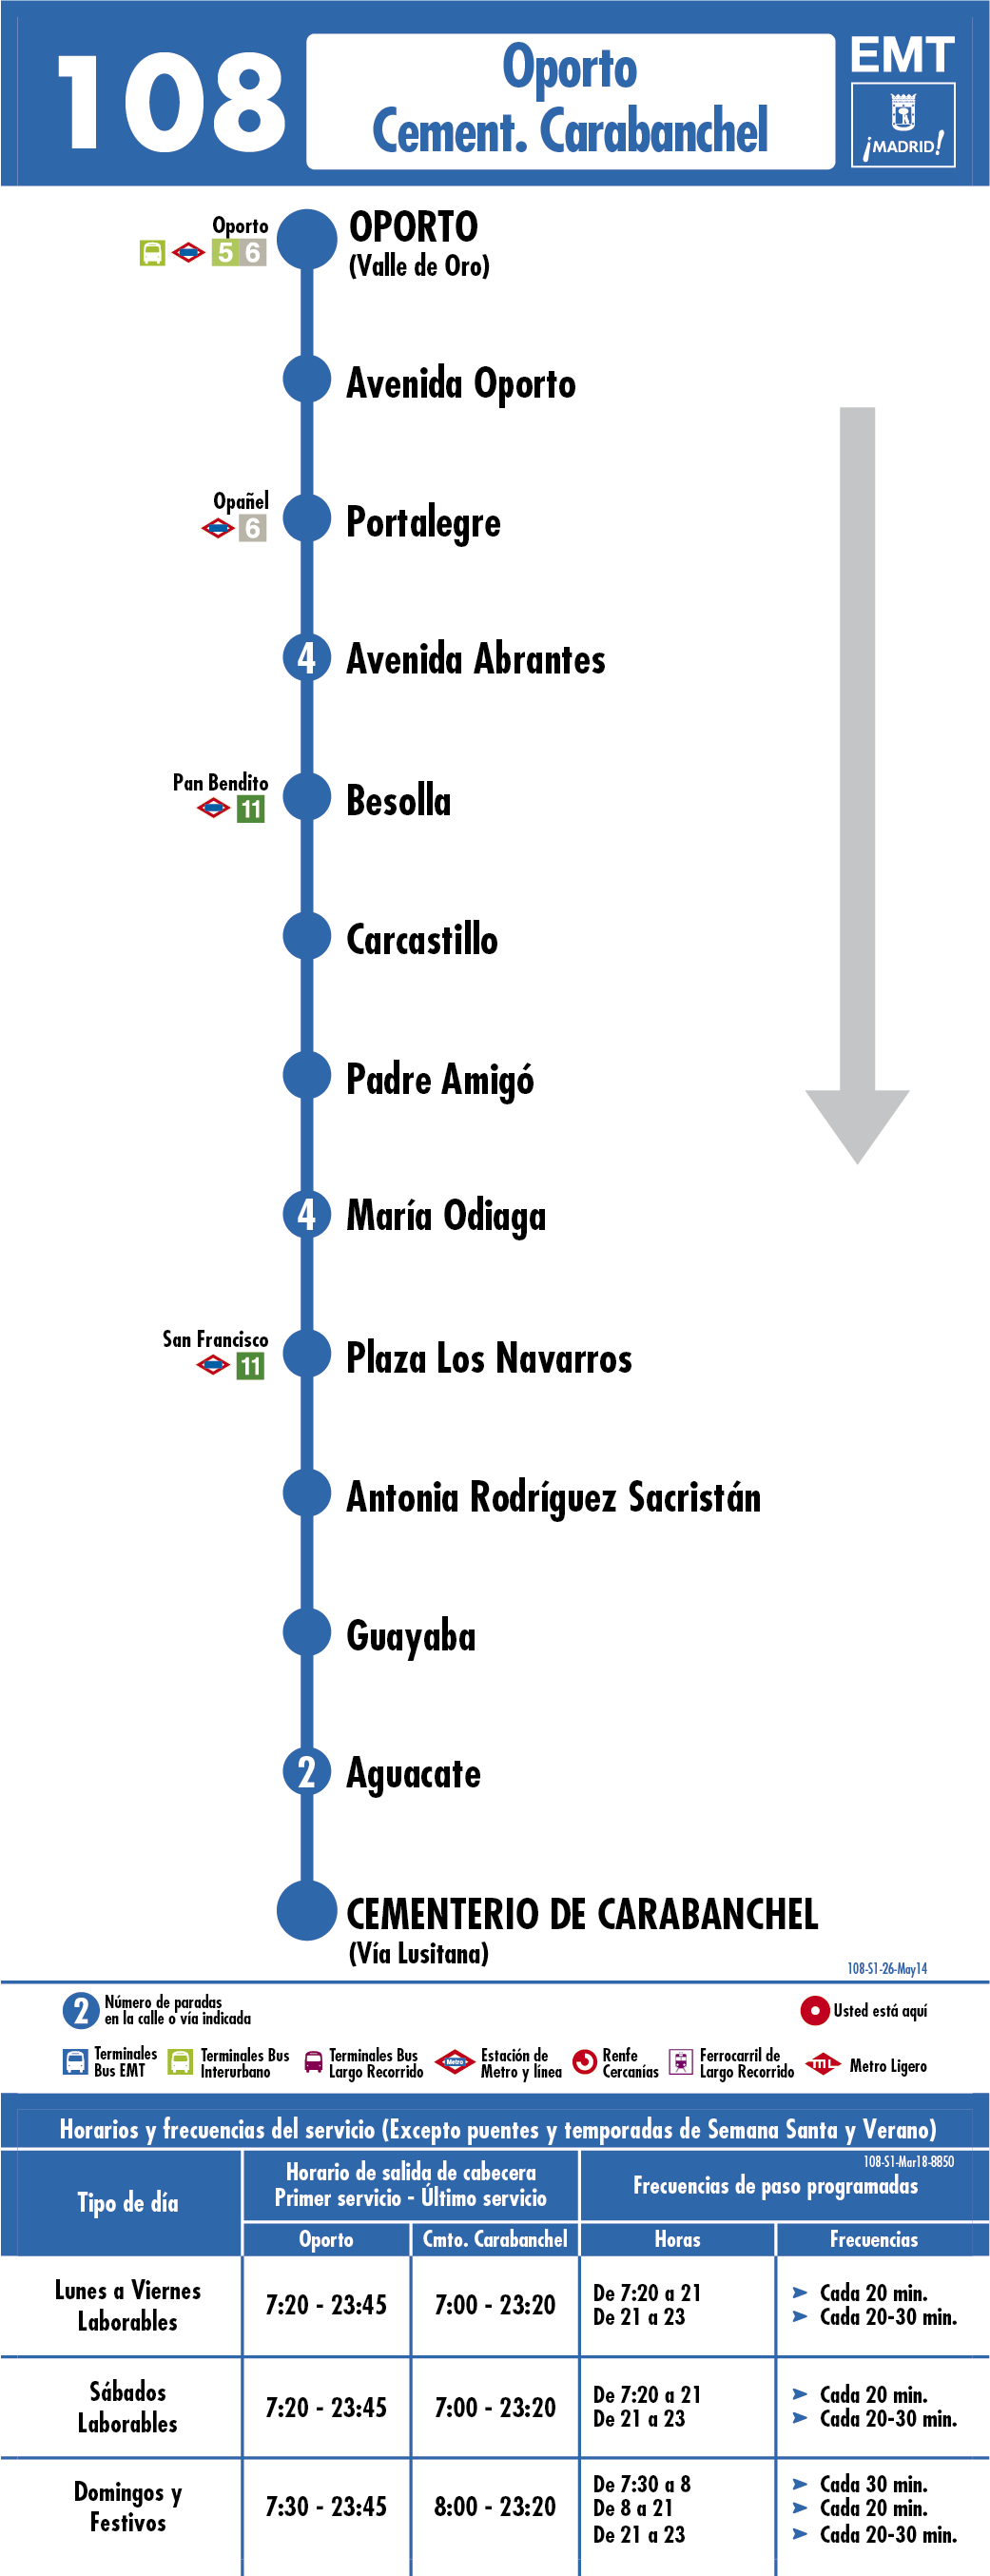 108
Oporto
Cement. Carabanchel
EMT
¡MADRID!
Oporto
5 6
OPORTO
(Valle de Oro)
Avenida Oporto
Opañel
6
Portalegre
4 Avenida Abrantes
Pan Bendito
11
Besolla
Carcastillo
Padre Amigó
4 María Odiaga
San Francisco
11
Plaza Los Navarros
Antonia Rodríguez Sacristán
Guayaba
2 Aguacate
CEMENTERIO DE CARABANCHEL
(Vía Lusitana)
108-S1-26-May14
2 Número de paradas
en la calle o vía indicada
Usted está aquí
Terminales
Bus EMT
Terminales Bus
Interurbano
Terminales Bus
Largo Recorrido
Metro
Estación de
Metro y línea
Renfe
Cercanías
Ferrocarril de
Largo Recorrido
ML
Metro Ligero
Horarios y frecuencias del servicio (Excepto puentes y temporadas de Semana Santa y Verano)
108-S1-Mar18-8850
Tipo de día
Horario de salida de cabecera
Primer servicio - Último servicio
Frecuencias de paso programadas
Oporto
Cmto. Carabanchel
Horas
Frecuencias
Lunes a Viernes
Laborables
7:20 - 23:45
7:00 - 23:20
De 7:20 a 21
Cada 20 min.
De 21 a 23
Cada 20-30 min.
Sábados
Laborables
7:20 - 23:45
7:00 - 23:20
De 7:20 a 21
Cada 20 min.
De 21 a 23
Cada 20-30 min.
Domingos y
Festivos
7:30 - 23:45
8:00 - 23:20
De 7:30 a 8
Cada 30 min.
De 8 a 21
Cada 20 min.
De 21 a 23
Cada 20-30 min.